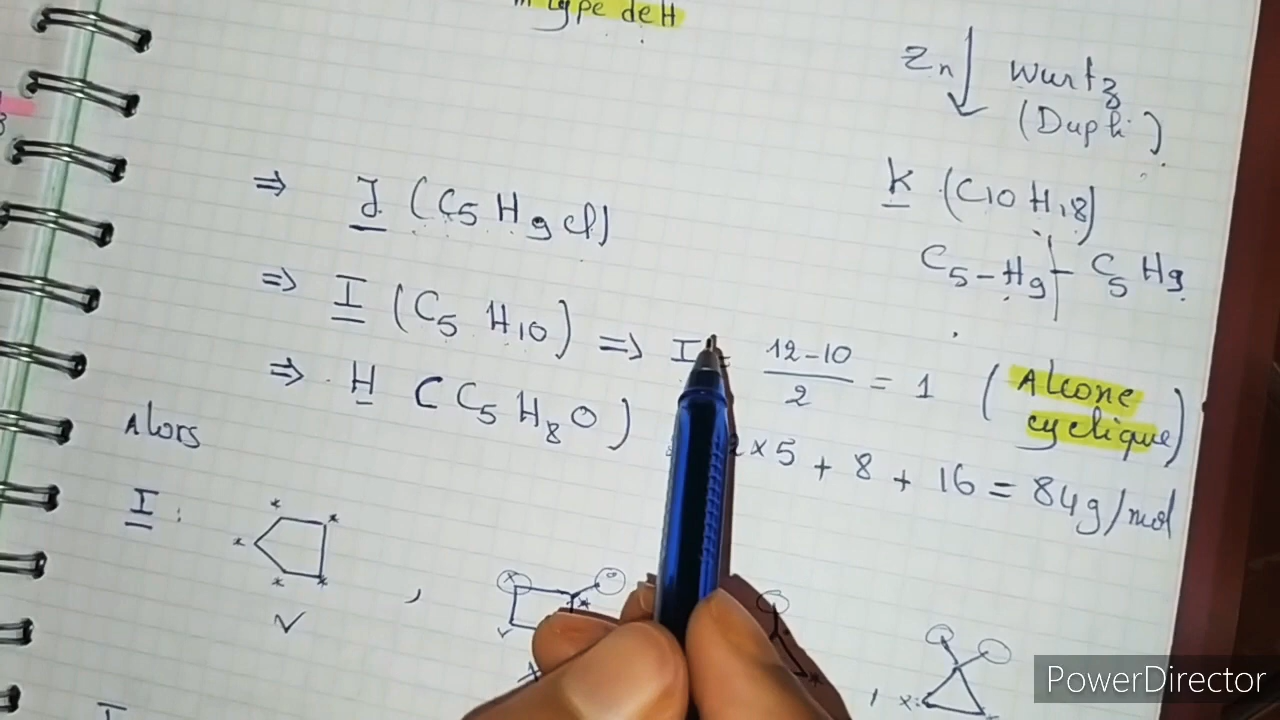 type de H
Zn Wurtz
(Dupli)
K (C10 H18)
C5-H9 - C5 H9
⇒ J (C5 H9 Cl)
⇒ I (C5 H10) ⇒ I = 12-10 / 2 = 1 (Alcane
cyclique)
⇒ H C C5 H8 O) 2 x 5 + 8 + 16 = 84 g/mol
Alors
I :
PowerDirector